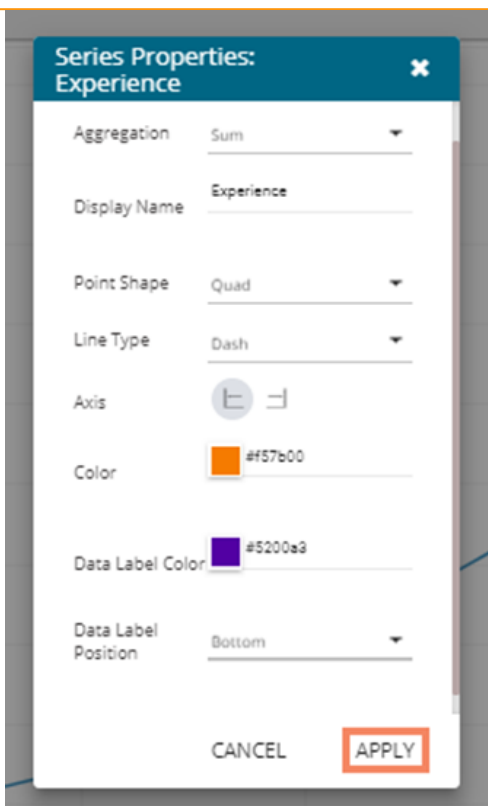 Series Properties:
Experience
Aggregation Sum
Display Name Experience
Point Shape Quad
Line Type Dash
Axis
Color #f57b00
Data Label Color #5200a3
Data Label
Position Bottom
CANCEL APPLY